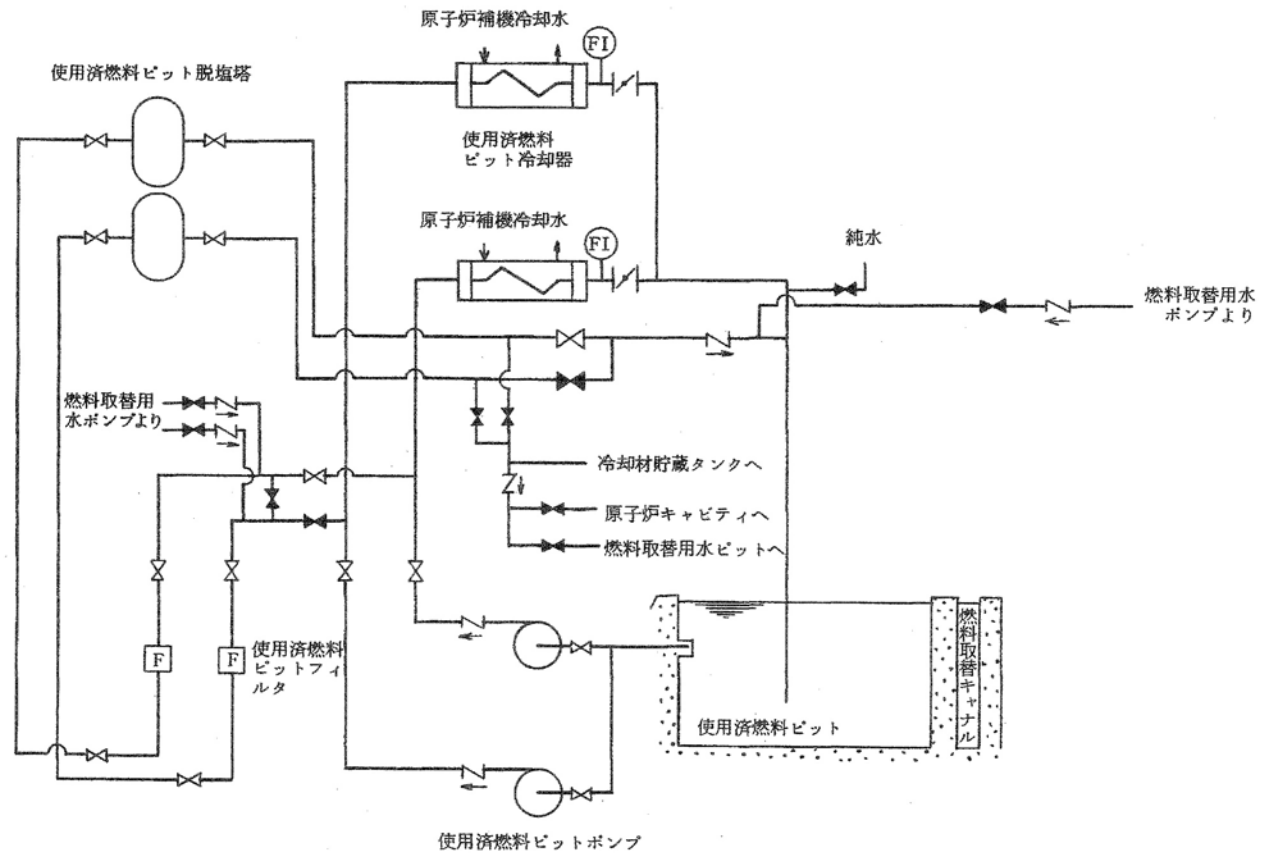 原子炉補機冷却水
FI
使用済燃料ピット脱塩塔
使用済燃料
ピット冷却器
原子炉補機冷却水
FI
純水
燃料取替用水
ポンプより
燃料取替用
水ポンプより
冷却材貯蔵タンクへ
原子炉キャビティへ
燃料取替用水ピットへ
F
F
使用済燃料
ピットフィ
ルタ
燃料取替キャナル
使用済燃料ピット
使用済燃料ピットポンプ